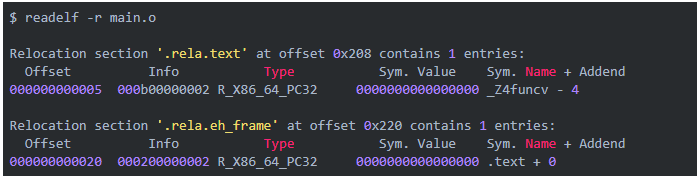 $ readelf -r main.o
Relocation section '.rela.text' at offset 0x208 contains 1 entries:
Offset Info Type Sym. Value Sym. Name + Addend
000000000005 000b00000002 R_X86_64_PC32 0000000000000000 _Z4funcv - 4
Relocation section '.rela.eh_frame' at offset 0x220 contains 1 entries:
Offset Info Type Sym. Value Sym. Name + Addend
000000000020 000200000002 R_X86_64_PC32 0000000000000000 .text + 0